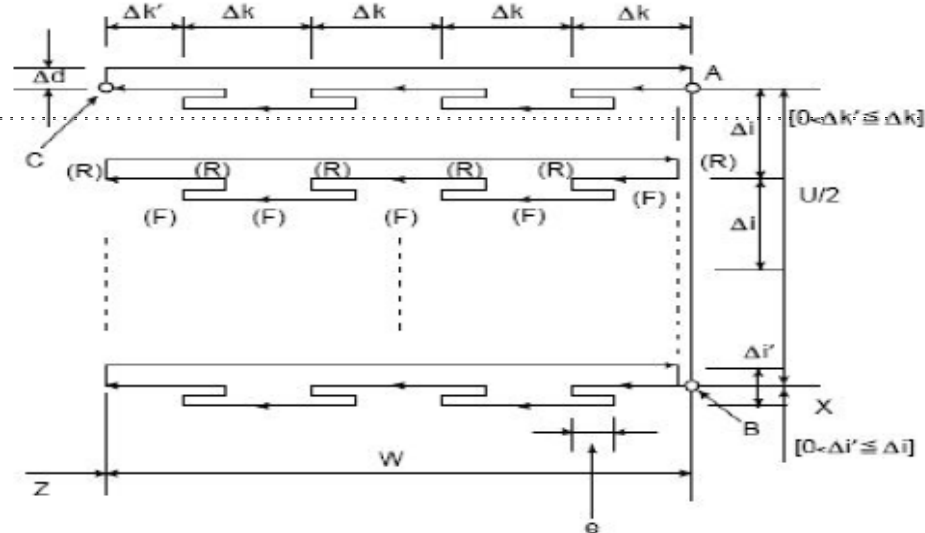 Δk′ Δk Δk Δk Δk
Δd
A
[0<Δk′≦Δk]
Δi
C
(R) (R) (R) (R) (R) (R)
U/2
(F) (F) (F) (F) (F)
Δi
Δi′
X
B
[0<Δi′≦Δi]
W
Z
e